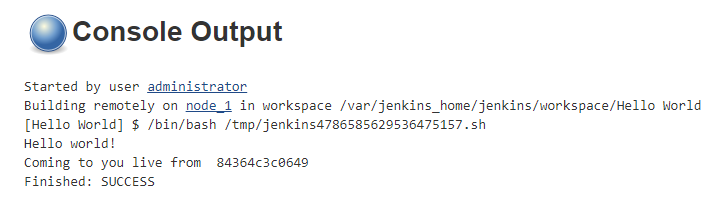 Console Output
Started by user administrator
Building remotely on node_1 in workspace /var/jenkins_home/jenkins/workspace/Hello World
[Hello World] $ /bin/bash /tmp/jenkins4786585629536475157.sh
Hello world!
Coming to you live from  84364c3c0649
Finished: SUCCESS